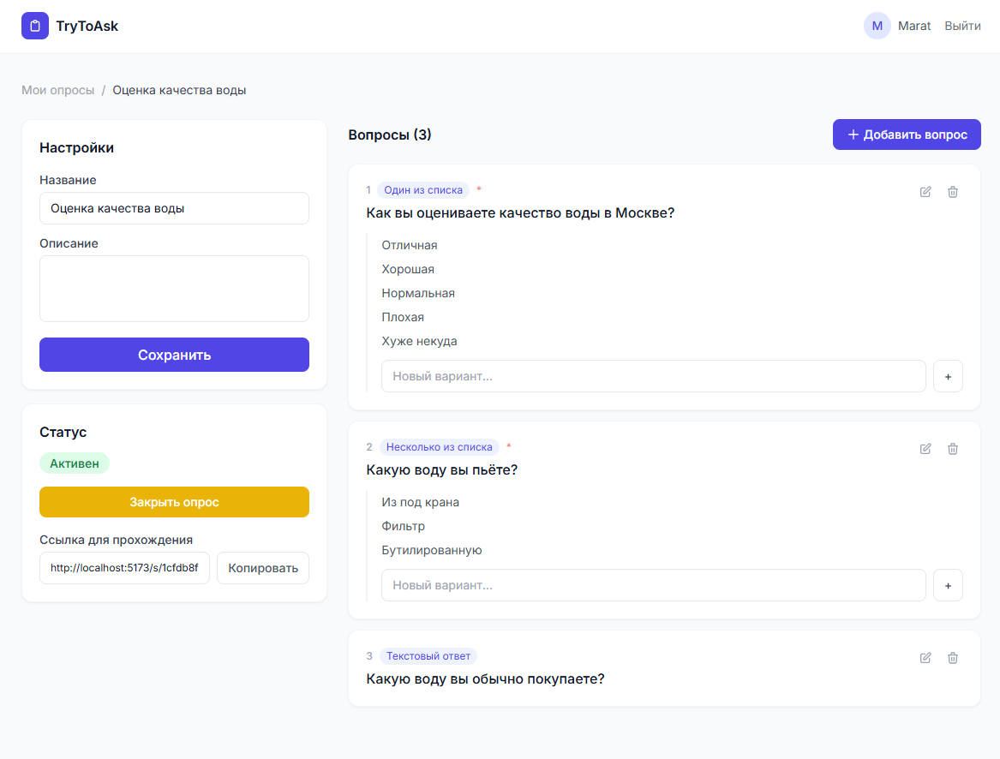 TryToAsk
M Marat Выйти
Мои опросы / Оценка качества воды
Настройки
Название
Оценка качества воды
Описание
Сохранить
Статус
Активен
Закрыть опрос
Ссылка для прохождения
http://localhost:5173/s/1cfdb8f
Копировать
Вопросы (3)
+ Добавить вопрос
1 Один из списка *
Как вы оцениваете качество воды в Москве?
Отличная
Хорошая
Нормальная
Плохая
Хуже некуда
Новый вариант...
+
2 Несколько из списка *
Какую воду вы пьёте?
Из под крана
Фильтр
Бутилированную
Новый вариант...
+
3 Текстовый ответ
Какую воду вы обычно покупаете?